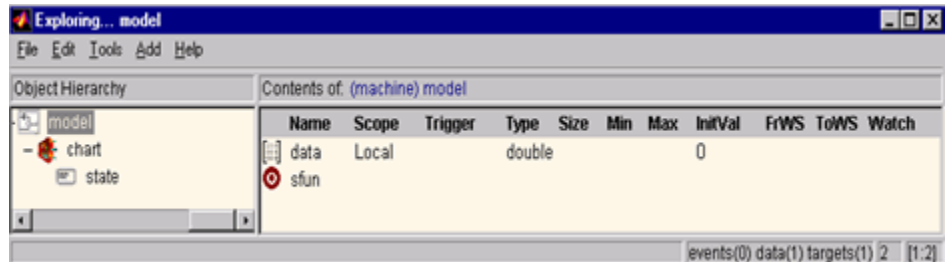 Exploring... model
File Edit Tools Add Help
Object Hierarchy
Contents of: (machine) model
model
chart
state
Name Scope Trigger Type Size Min Max InitVal FrWS ToWS Watch
data Local double 0
sfun
events(0) data(1) targets(1) 2 [1:2]